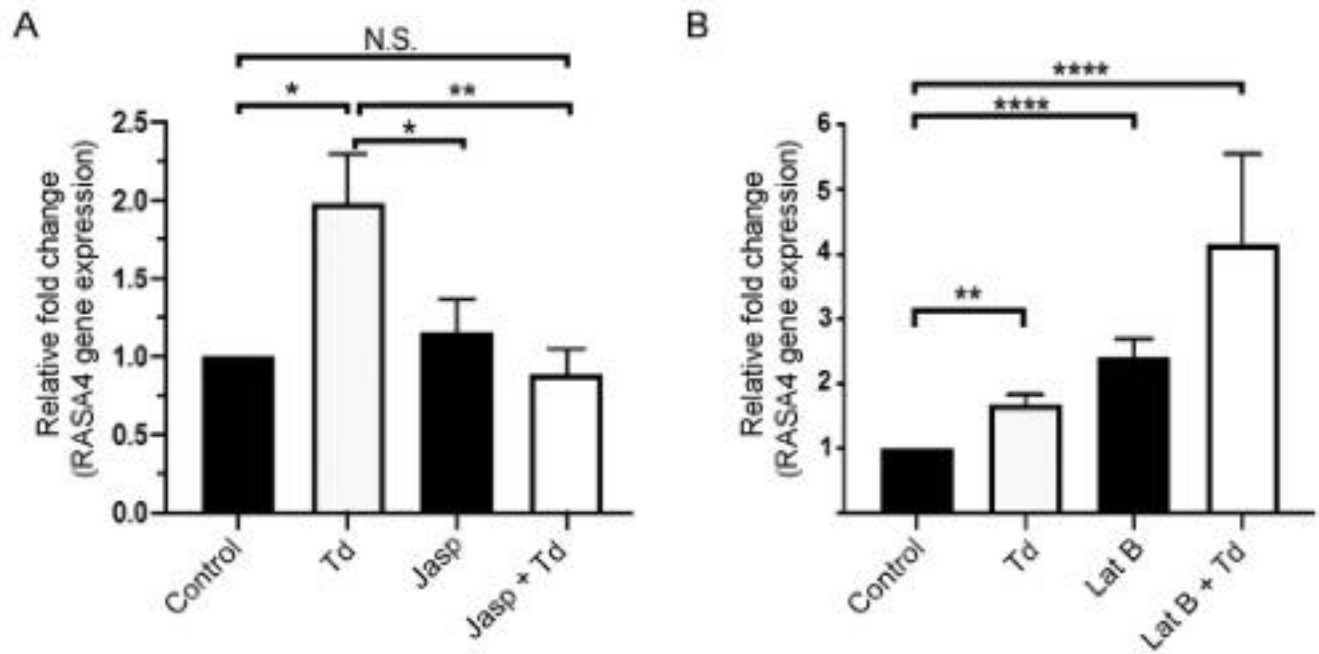 A
N.S.
*
**
*
Relative fold change
(RASA4 gene expression)
2.5
2.0
1.5
1.0
0.5
0.0
Control
Td
Jasp
Jasp + Td
B
****
****
**
Relative fold change
(RASA4 gene expression)
6
5
4
3
2
1
Control
Td
Lat B
Lat B + Td